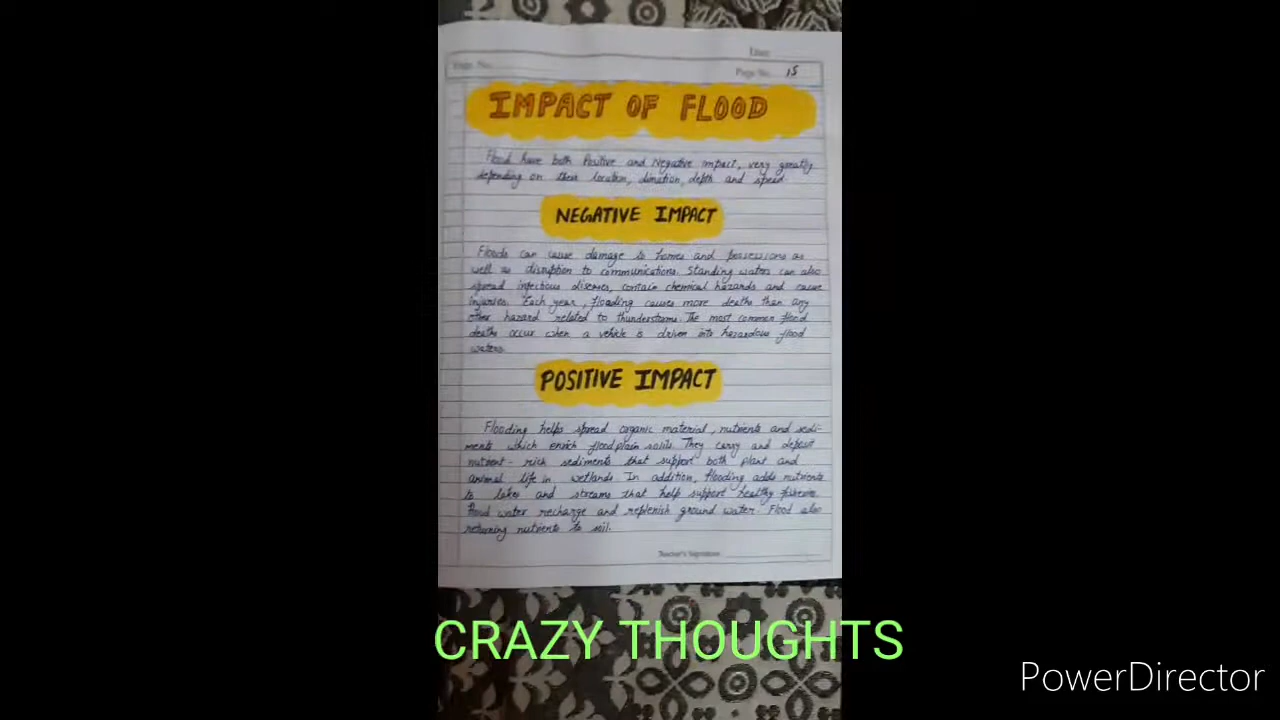 Date
Page No.
Page No. 15
IMPACT OF FLOOD
Flood have both Positive and Negative impact, very greatly
depending on their location, duration, depth and speed
NEGATIVE IMPACT
Floods can cause damage to homes and possessions as
well as disruption to communications. Standing waters can also
spread infectious diseases, contain chemical hazards and cause
injuries. Each year, flooding causes more deaths than any
other hazard related to thunderstorms. The most common flood
deaths occur when a vehicle is driven into hazardous flood
waters.
POSITIVE IMPACT
Flooding helps spread organic material, nutrients and sedi-
ments which enrich floodplain soils. They carry and deposit
nutrient- rich sediments that support both plant and
animal life in wetlands. In addition, flooding adds nutrients
to lakes and streams that help support healthy
flood water recharge and replenish ground water. Flood also
returning nutrients to soil.
Teacher's Signature
CRAZY THOUGHTS
PowerDirector